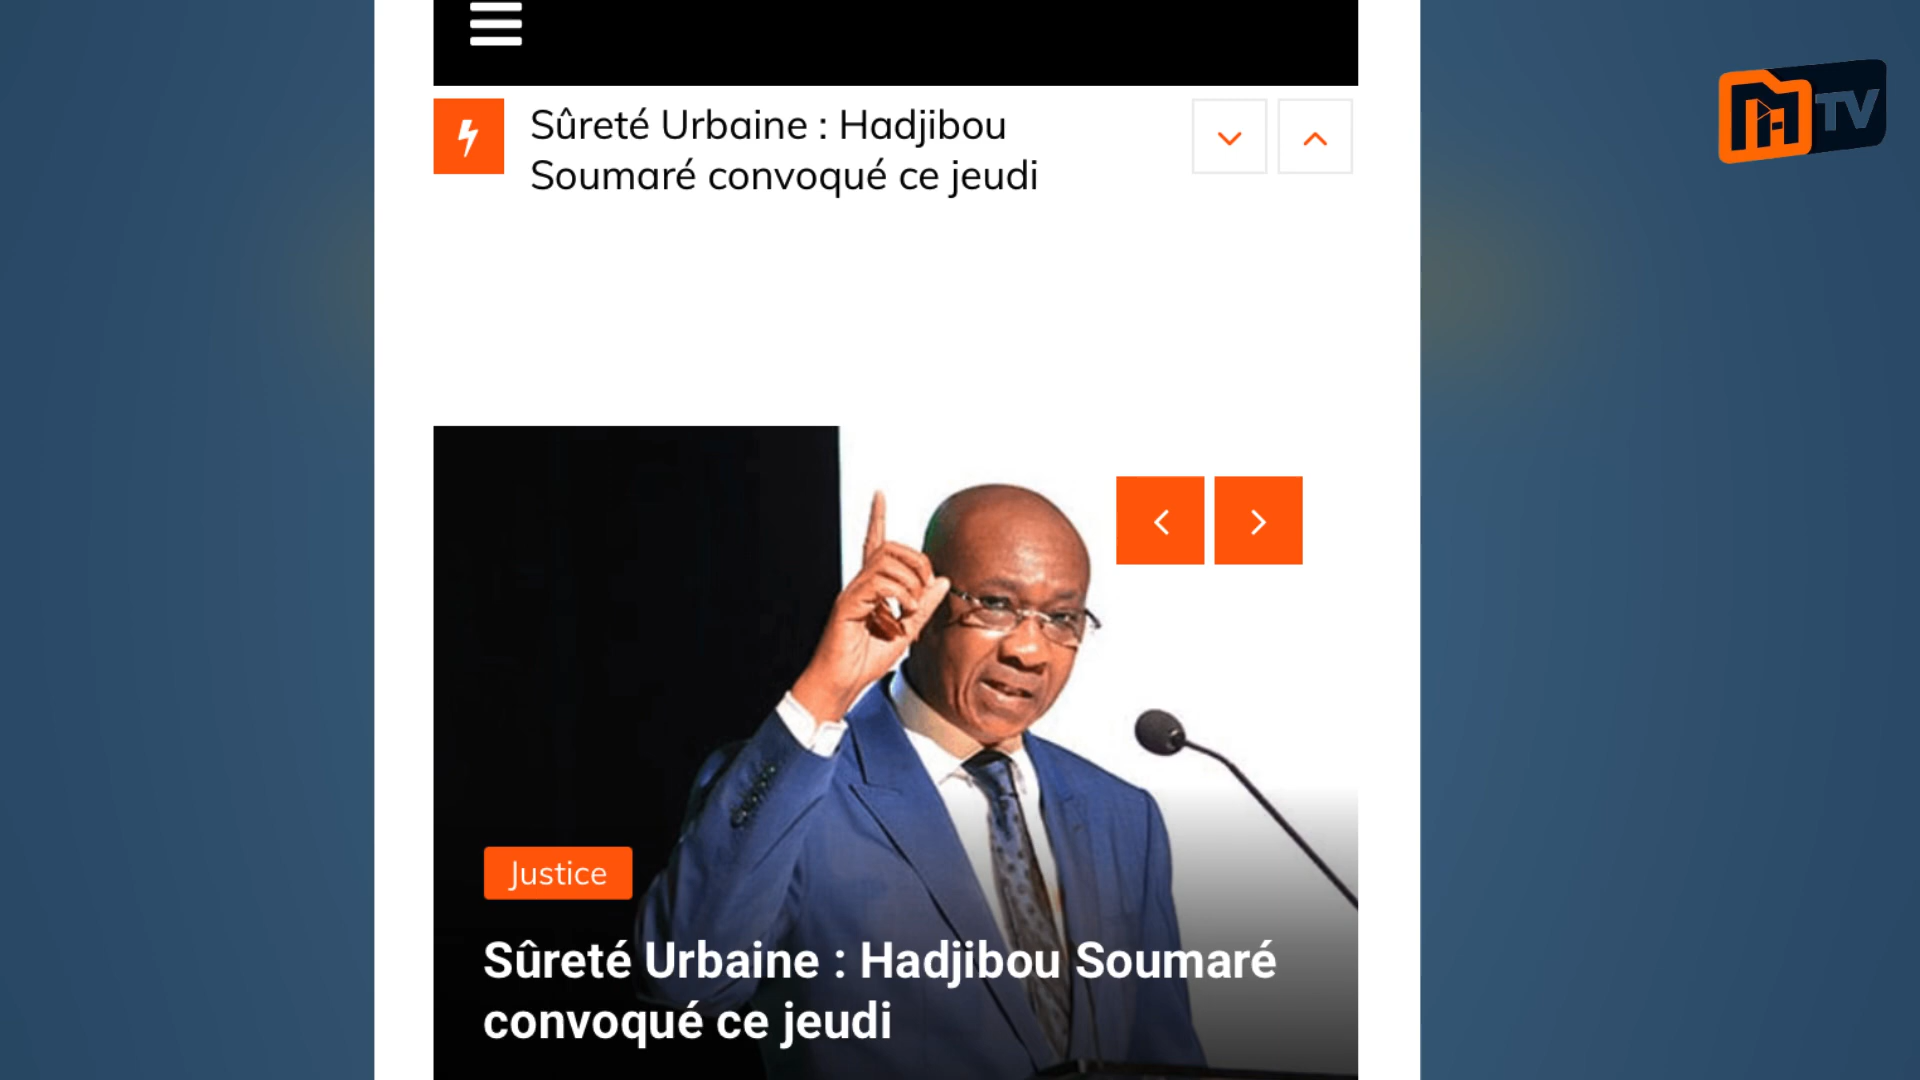 TV
Sûreté Urbaine : Hadjibou
Soumaré convoqué ce jeudi
Justice
Sûreté Urbaine : Hadjibou Soumaré
convoqué ce jeudi